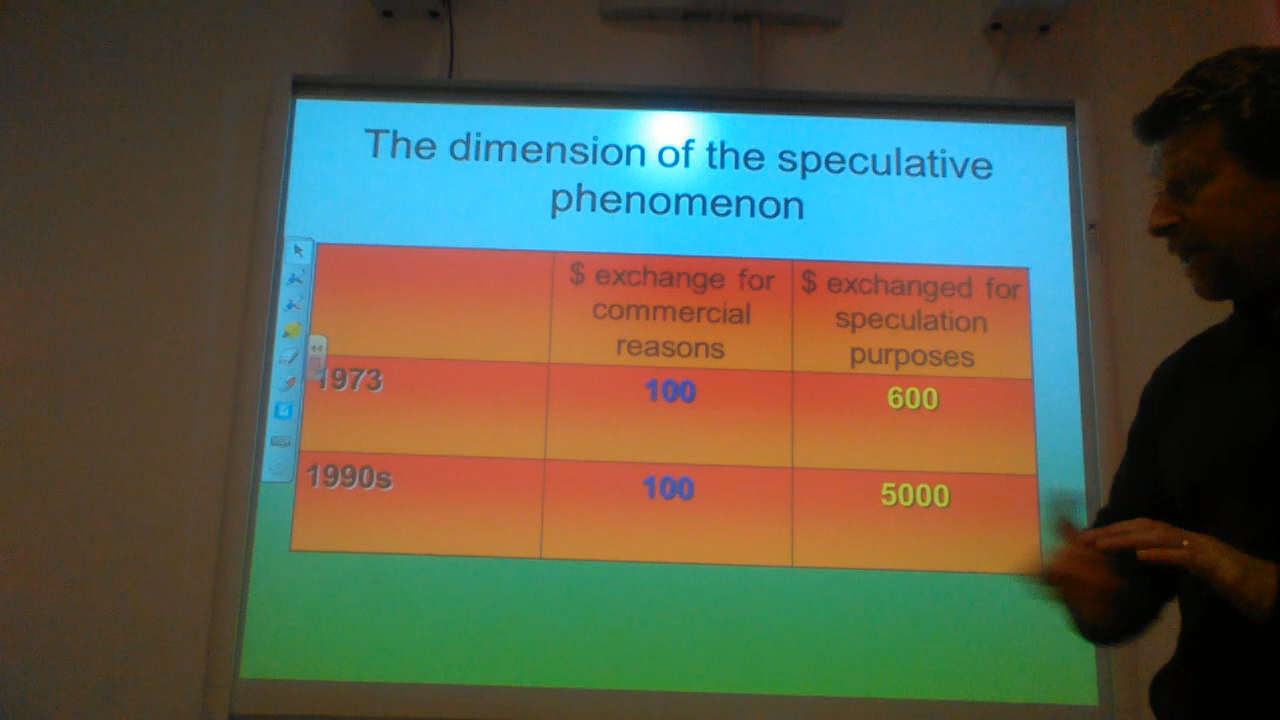 The dimension of the speculative
phenomenon
$ exchange for
commercial
reasons
$ exchanged for
speculation
purposes
1973
100
600
1990s
100
5000